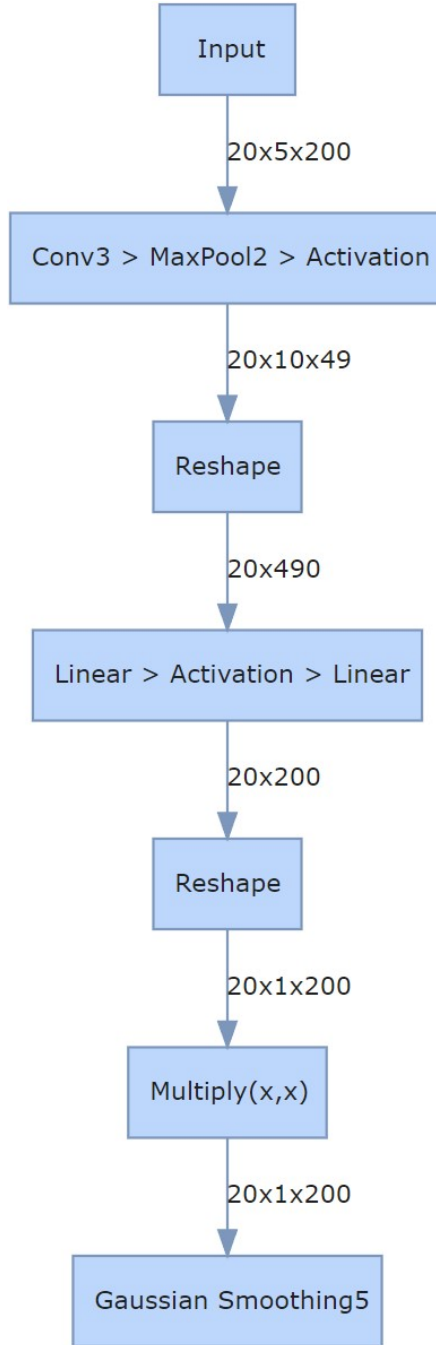 Input
20x5x200
Conv3 > MaxPool2 > Activation
20x10x49
Reshape
20x490
Linear > Activation > Linear
20x200
Reshape
20x1x200
Multiply(x,x)
20x1x200
Gaussian Smoothing5